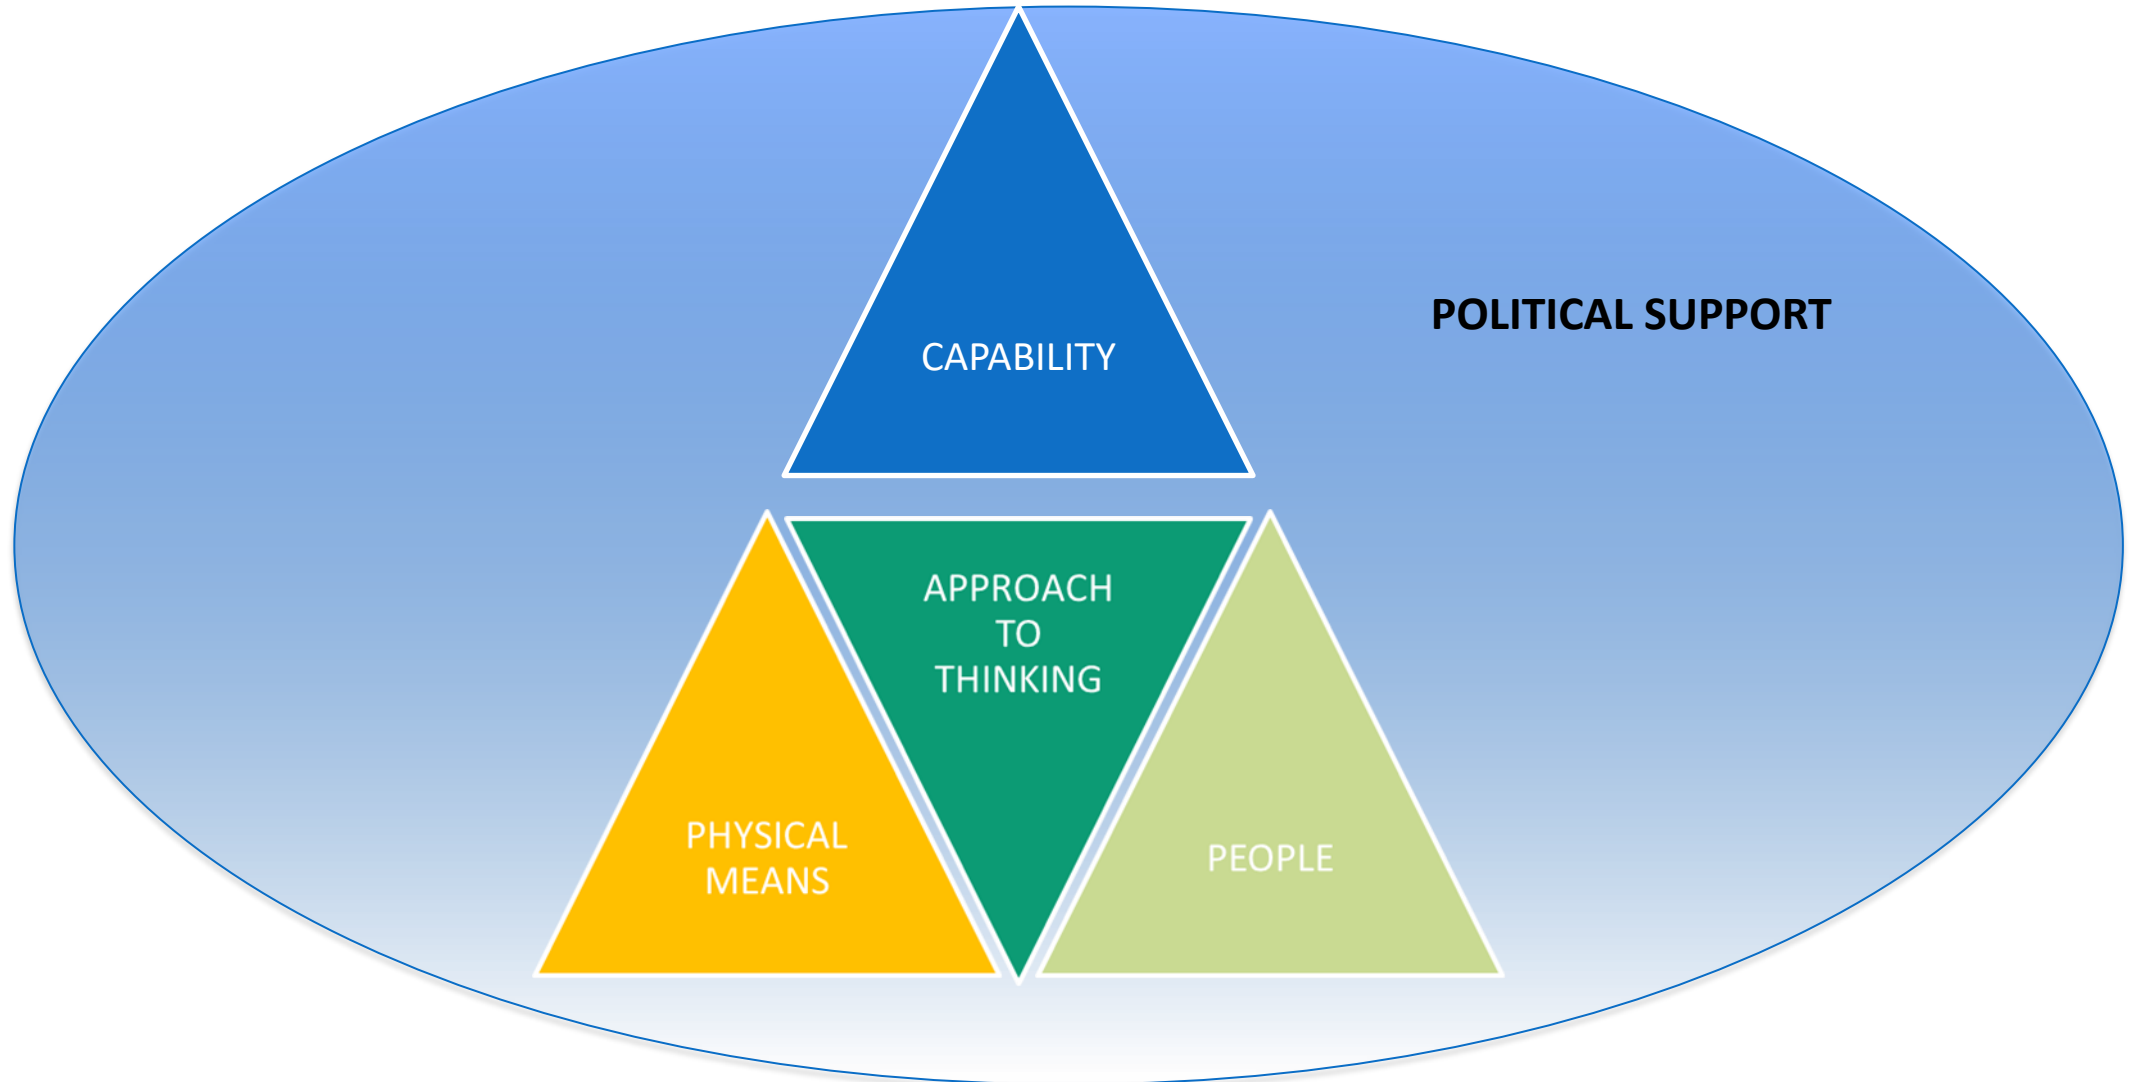 POLITICAL SUPPORT
CAPABILITY
APPROACH
TO
THINKING
PHYSICAL
MEANS
PEOPLE